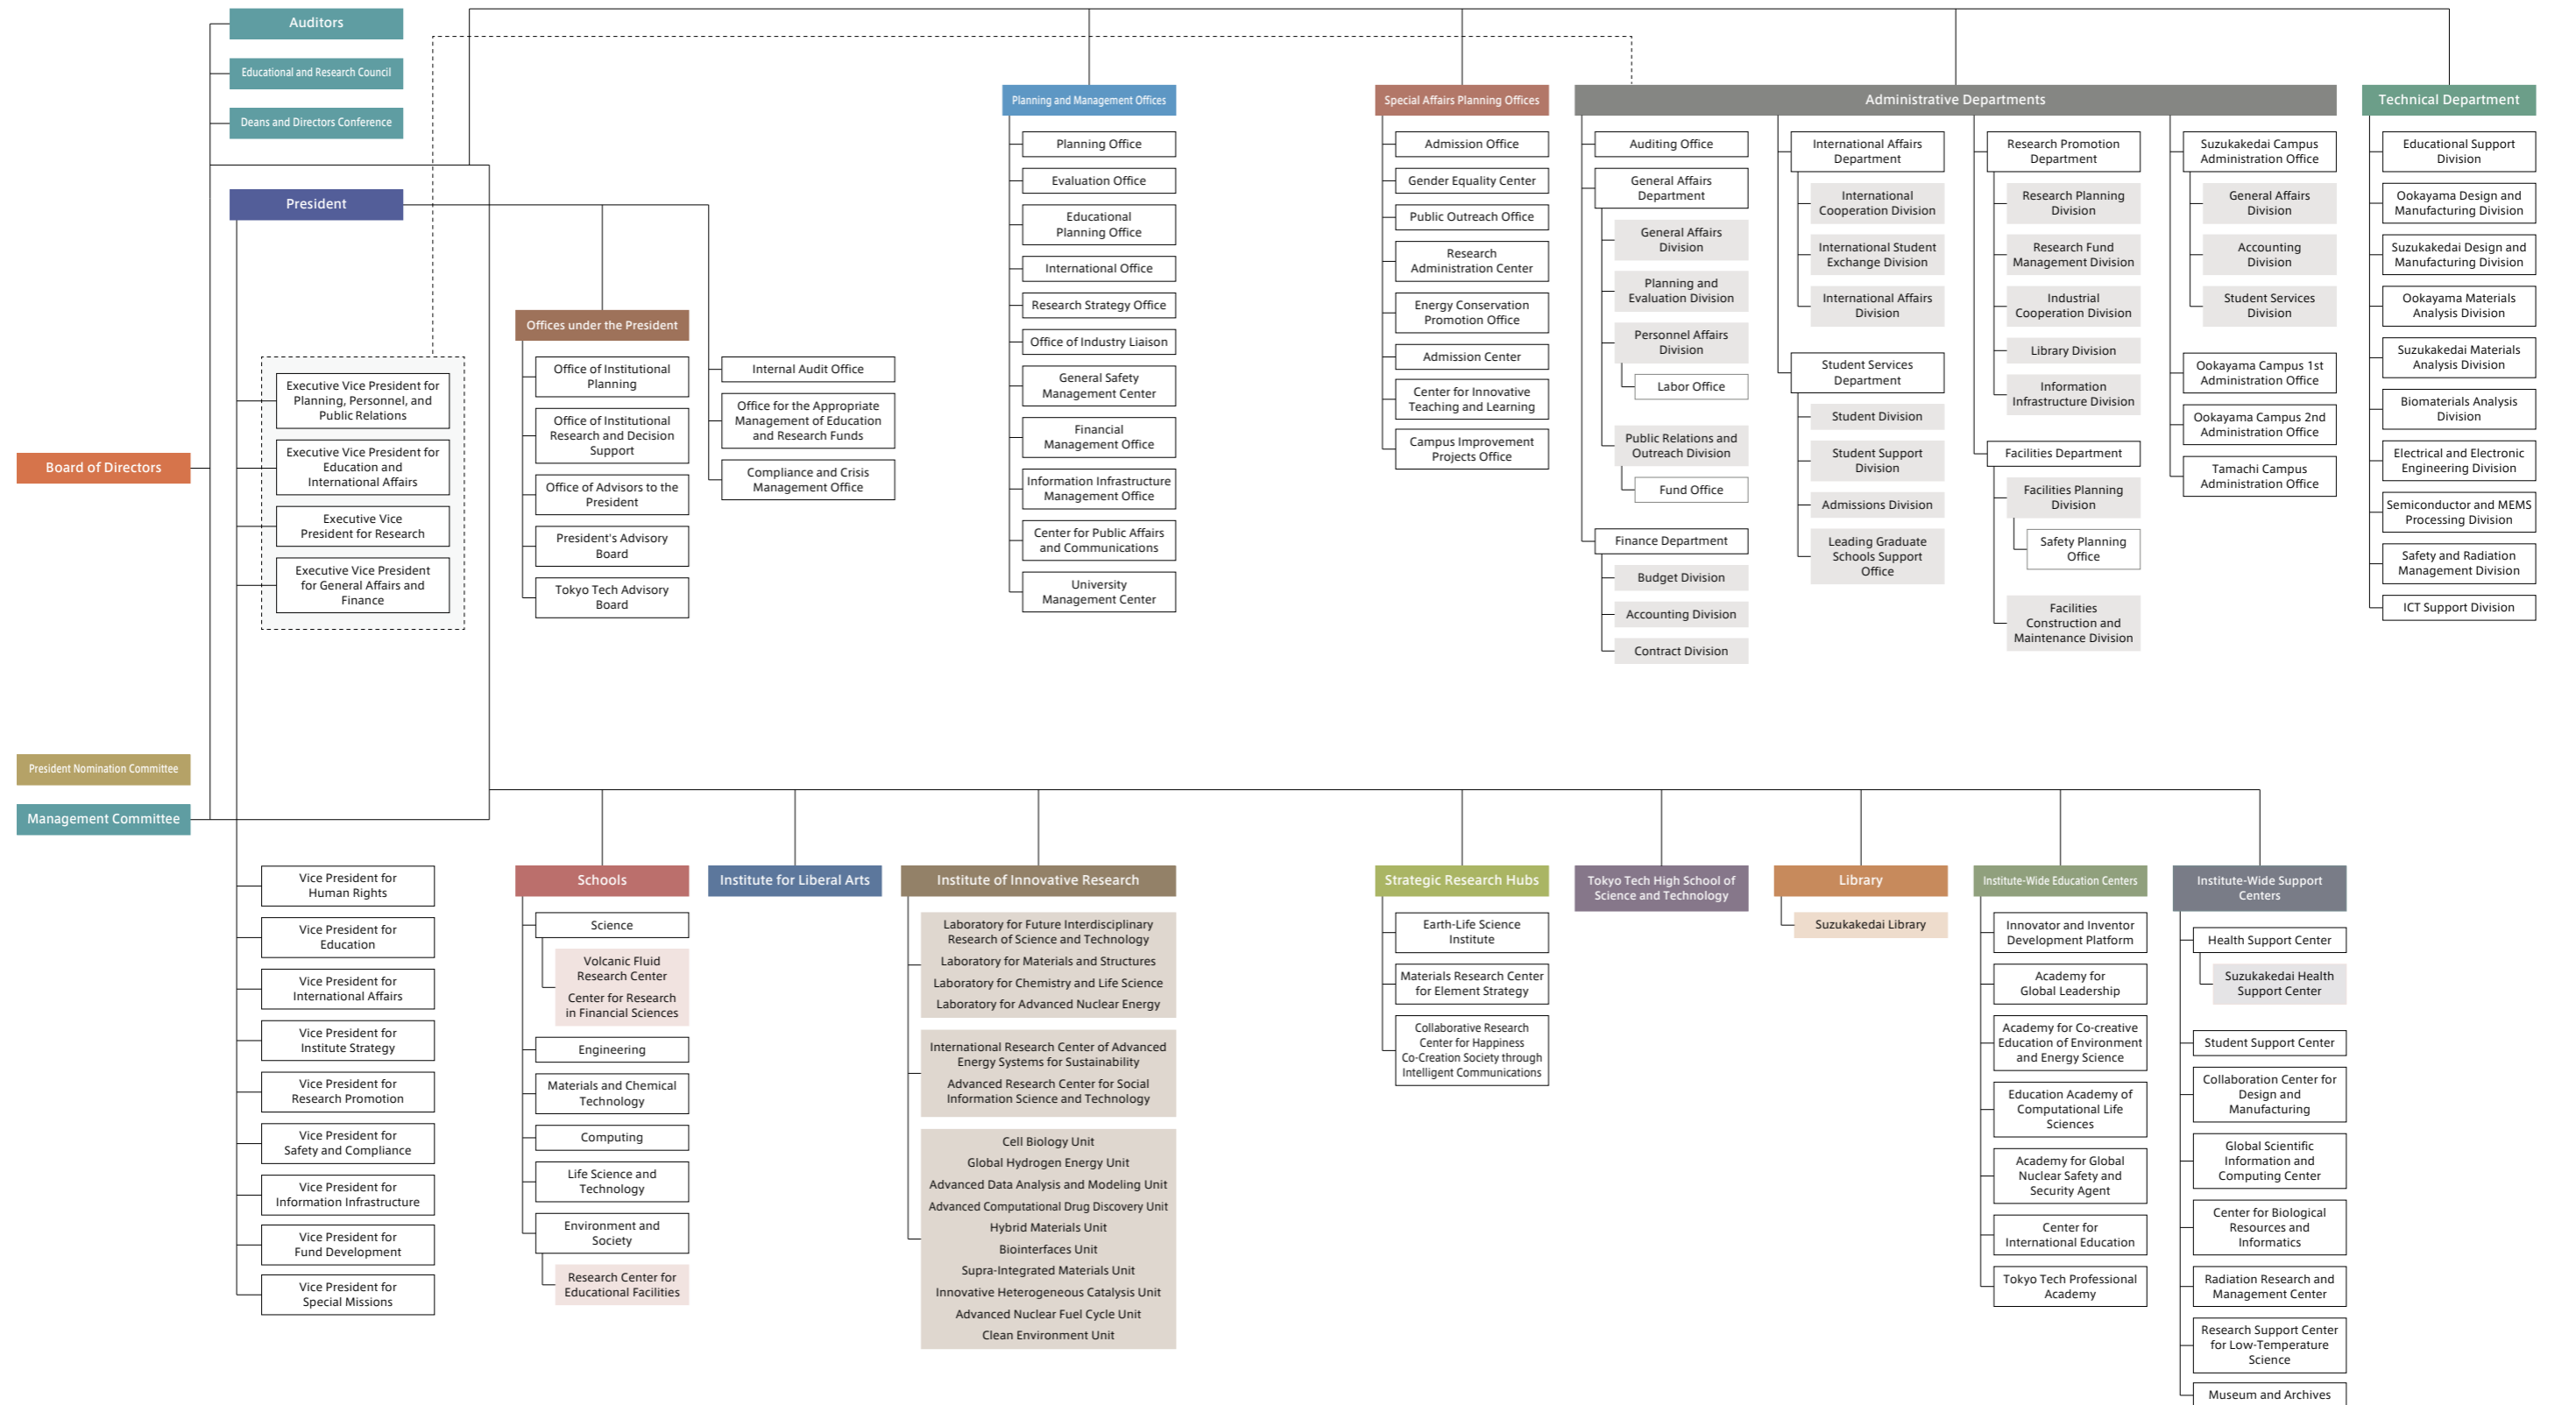 Auditors
Educational and Research Council
Deans and Directors Conference
President
Executive Vice President for
Planning, Personnel, and
Public Relations
Executive Vice President for
Education and
International Affairs
Executive Vice
President for Research
Executive Vice President
for General Affairs and
Finance
Board of Directors
President Nomination Committee
Management Committee
Offices under the President
Office of Institutional
Planning
Office of Institutional
Research and Decision
Support
Office of Advisors to the
President
President's Advisory
Board
Tokyo Tech Advisory
Board
Internal Audit Office
Office for the Appropriate
Management of Education
and Research Funds
Compliance and Crisis
Management Office
Planning and Management Offices
Planning Office
Evaluation Office
Educational
Planning Office
International Office
Research Strategy Office
Office of Industry Liaison
General Safety
Management Center
Financial
Management Office
Information Infrastructure
Management Office
Center for Public Affairs
and Communications
University
Management Center
Special Affairs Planning Offices
Admission Office
Gender Equality Center
Public Outreach Office
Research
Administration Center
Energy Conservation
Promotion Office
Admission Center
Center for Innovative
Teaching and Learning
Campus Improvement
Projects Office
Administrative Departments
Auditing Office
General Affairs
Department
General Affairs
Division
Planning and
Evaluation Division
Personnel Affairs
Division
Labor Office
Public Relations and
Outreach Division
Fund Office
Finance Department
Budget Division
Accounting Division
Contract Division
International Affairs
Department
International
Cooperation Division
International Student
Exchange Division
International Affairs
Division
Student Services
Department
Student Division
Student Support
Division
Admissions Division
Leading Graduate
Schools Support
Office
Research Promotion
Department
Research Planning
Division
Research Fund
Management Division
Industrial
Cooperation Division
Library Division
Information
Infrastructure Division
Facilities Department
Facilities Planning
Division
Safety Planning
Office
Facilities
Construction and
Maintenance Division
Suzukakedai Campus
Administration Office
General Affairs
Division
Accounting
Division
Student Services
Division
Ookayama Campus 1st
Administration Office
Ookayama Campus 2nd
Administration Office
Tamachi Campus
Administration Office
Technical Department
Educational Support
Division
Ookayama Design and
Manufacturing Division
Suzukakedai Design and
Manufacturing Division
Ookayama Materials
Analysis Division
Suzukakedai Materials
Analysis Division
Biomaterials Analysis
Division
Electrical and Electronic
Engineering Division
Semiconductor and MEMS
Processing Division
Safety and Radiation
Management Division
ICT Support Division
Vice President for
Human Rights
Vice President for
Education
Vice President for
International Affairs
Vice President for
Institute Strategy
Vice President for
Research Promotion
Vice President for
Safety and Compliance
Vice President for
Information Infrastructure
Vice President for
Fund Development
Vice President for
Special Missions
Schools
Science
Volcanic Fluid
Research Center
Center for Research
in Financial Sciences
Engineering
Materials and Chemical
Technology
Computing
Life Science and
Technology
Environment and
Society
Research Center for
Educational Facilities
Institute for Liberal Arts
Institute of Innovative Research
Laboratory for Future Interdisciplinary
Research of Science and Technology
Laboratory for Materials and Structures
Laboratory for Chemistry and Life Science
Laboratory for Advanced Nuclear Energy
International Research Center of Advanced
Energy Systems for Sustainability
Advanced Research Center for Social
Information Science and Technology
Cell Biology Unit
Global Hydrogen Energy Unit
Advanced Data Analysis and Modeling Unit
Advanced Computational Drug Discovery Unit
Hybrid Materials Unit
Biointerfaces Unit
Supra-Integrated Materials Unit
Innovative Heterogeneous Catalysis Unit
Advanced Nuclear Fuel Cycle Unit
Clean Environment Unit
Strategic Research Hubs
Earth-Life Science
Institute
Materials Research Center
for Element Strategy
Collaborative Research
Center for Happiness
Co-Creation Society through
Intelligent Communications
Tokyo Tech High School of
Science and Technology
Library
Suzukakedai Library
Institute-Wide Education Centers
Innovator and Inventor
Development Platform
Academy for
Global Leadership
Academy for Co-creative
Education of Environment
and Energy Science
Education Academy of
Computational Life
Sciences
Academy for Global
Nuclear Safety and
Security Agent
Center for
International Education
Tokyo Tech Professional
Academy
Institute-Wide Support
Centers
Health Support Center
Suzukakedai Health
Support Center
Student Support Center
Collaboration Center for
Design and
Manufacturing
Global Scientific
Information and
Computing Center
Center for Biological
Resources and
Informatics
Radiation Research and
Management Center
Research Support Center
for Low-Temperature
Science
Museum and Archives